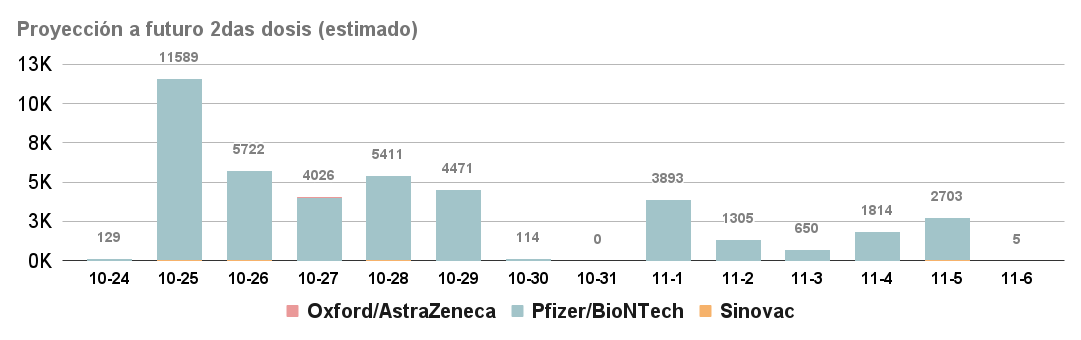 Proyección a futuro 2das dosis (estimado)
13K
10K
8K
5K
3K
0K
129
11589
5722
4026
5411
4471
114
0
3893
1305
650
1814
2703
5
10-24 10-25 10-26 10-27 10-28 10-29 10-30 10-31 11-1 11-2 11-3 11-4 11-5 11-6
Oxford/AstraZeneca Pfizer/BioNTech Sinovac